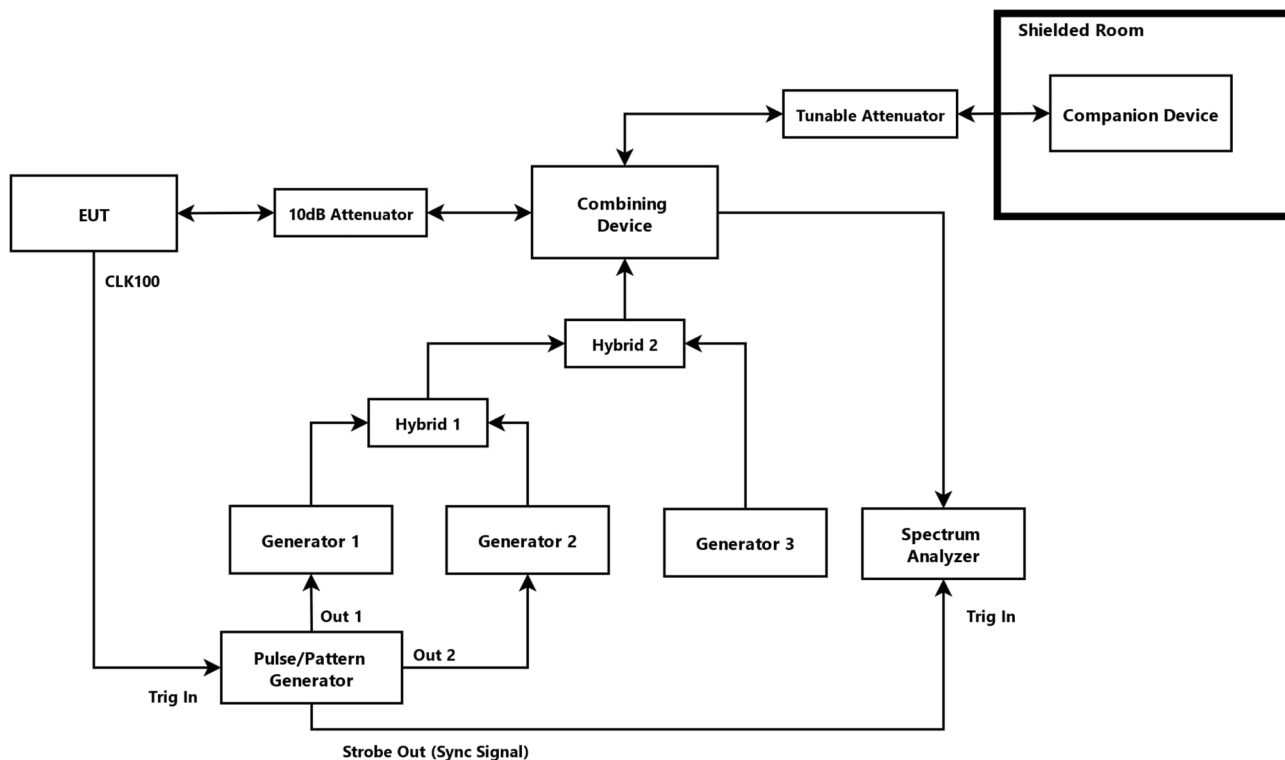 Shielded Room
Tunable Attenuator
Companion Device
EUT
10dB Attenuator
Combining
Device
CLK100
Hybrid 2
Hybrid 1
Generator 1
Generator 2
Generator 3
Spectrum
Analyzer
Out 1
Trig In
Out 2
Pulse/Pattern
Generator
Trig In
Strobe Out (Sync Signal)